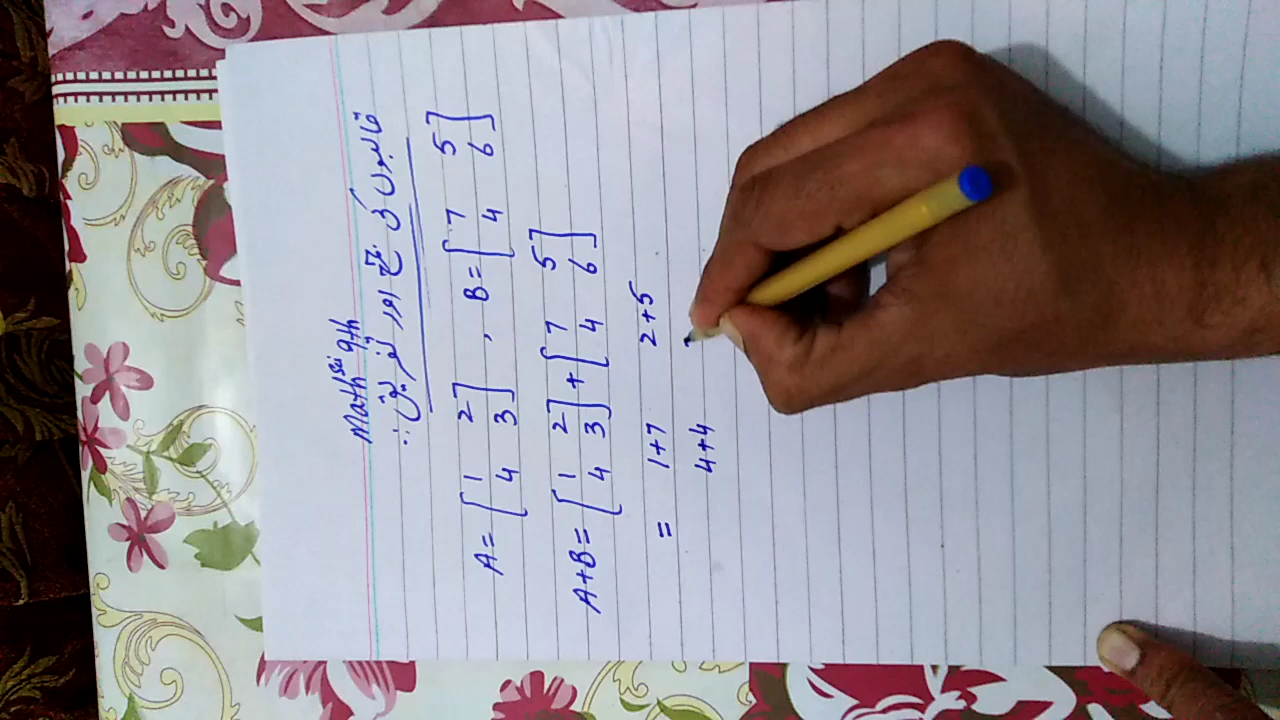 Math Sci 9th
قالبوں کی جمع اور تفریق:
A = [1 2] , B = [7 5]
[4 3] [4 6]
A+B = [1 2] + [7 5]
[4 3] [4 6]
= 1+7 2+5
4+4